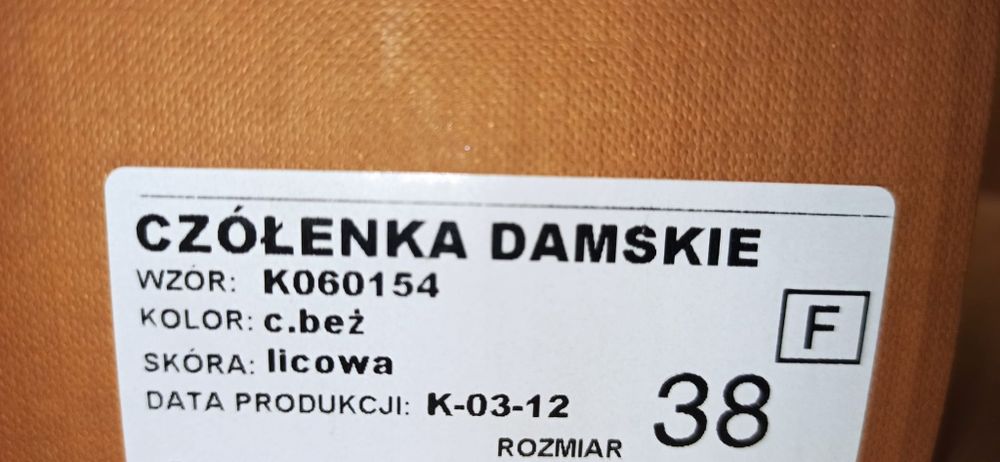 CZÓŁENKA DAMSKIE
WZÓR: K060154
KOLOR: c.beż
F
SKÓRA: licowa
DATA PRODUKCJI: K-03-12
ROZMIAR 38